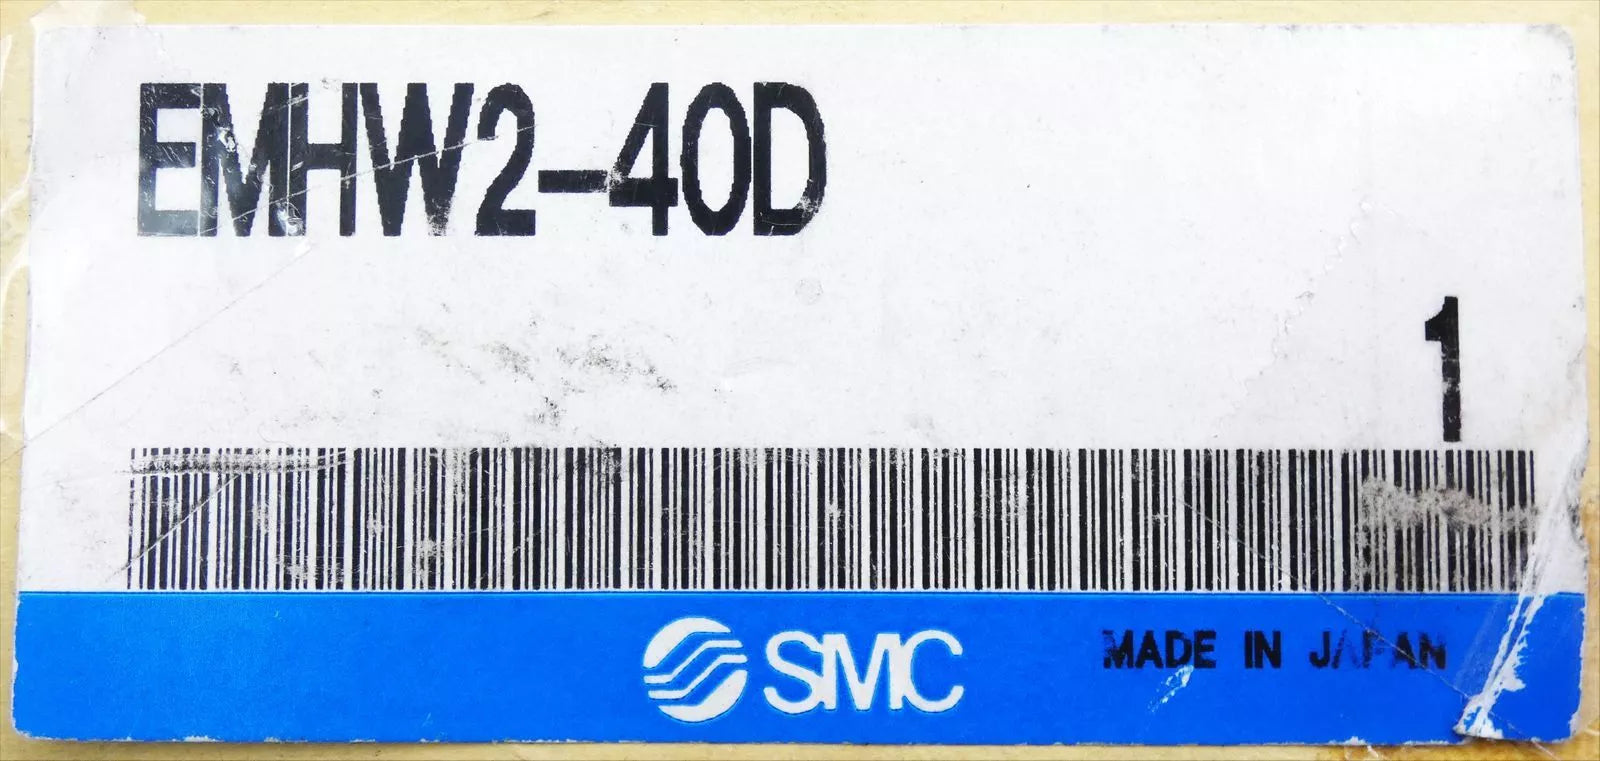 EMHW2-40D
1
SMC
MADE IN JAPAN